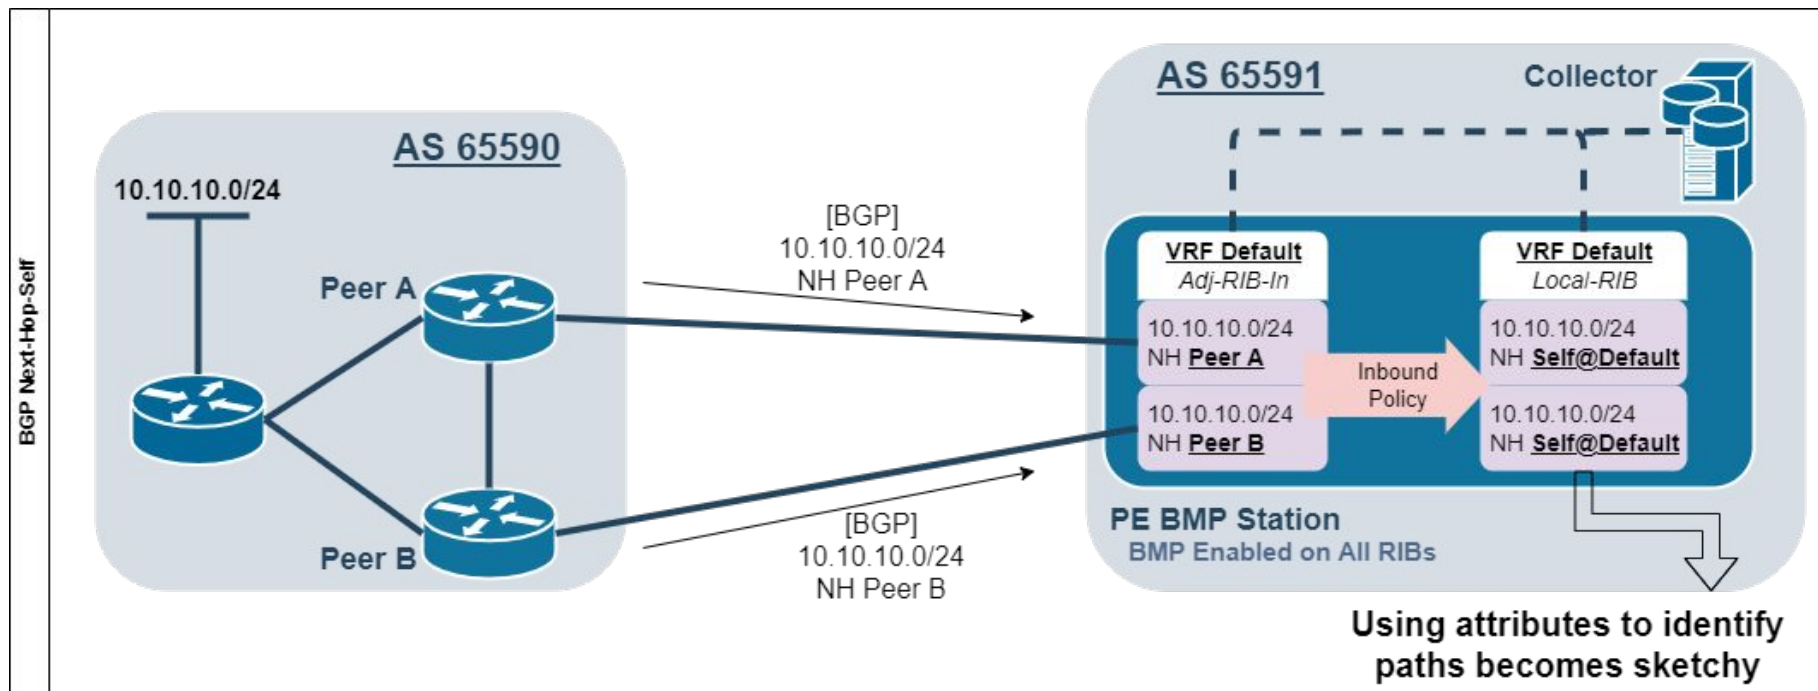 BGP Next-Hop-Self
AS 65590
10.10.10.0/24
Peer A
Peer B
[BGP]
10.10.10.0/24
NH Peer A
[BGP]
10.10.10.0/24
NH Peer B
AS 65591
Collector
VRF Default
Adj-RIB-In
10.10.10.0/24
NH Peer A
10.10.10.0/24
NH Peer B
Inbound
Policy
VRF Default
Local-RIB
10.10.10.0/24
NH Self@Default
10.10.10.0/24
NH Self@Default
PE BMP Station
BMP Enabled on All RIBs
Using attributes to identify
paths becomes sketchy